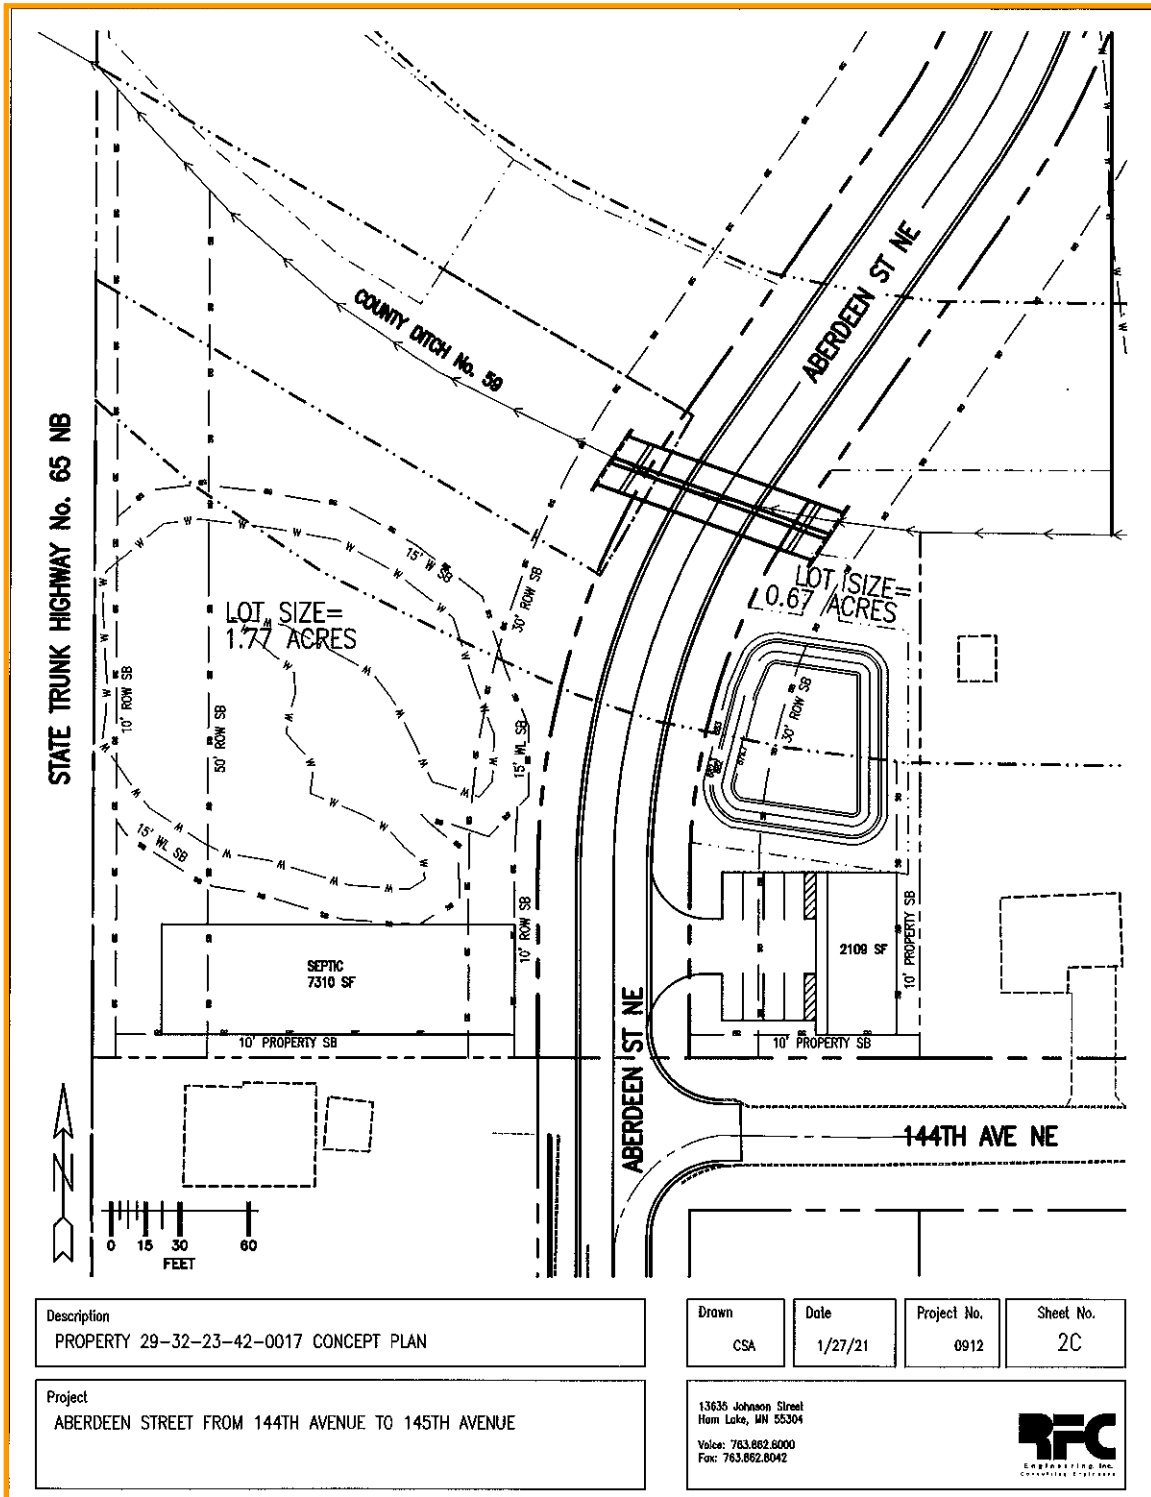 ABERDEEN ST NE
COUNTY DITCH No. 59
STATE TRUNK HIGHWAY No. 65 NB
15' W SB
30' ROW SB
LOT SIZE=
1.77 ACRES
LOT SIZE=
0.67 ACRES
10' ROW SB
50' ROW SB
15' WL SB
30' ROW SB
15' WL SB
10' ROW SB
SEPTIC
7310 SF
2109 SF
10' PROPERTY SB
10' PROPERTY SB
10' PROPERTY SB
ABERDEEN ST NE
144TH AVE NE
N
0 15 30 60
FEET
Description
PROPERTY 29-32-23-42-0017 CONCEPT PLAN
Drawn
CSA
Date
1/27/21
Project No.
0912
Sheet No.
2C
Project
ABERDEEN STREET FROM 144TH AVENUE TO 145TH AVENUE
13635 Johnson Street
Ham Lake, MN 55304
Voice: 763.862.8000
Fax: 763.862.8042
RFC
Engineering, Inc.
Consulting Engineers